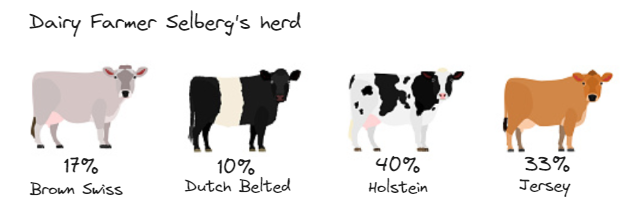 Dairy Farmer Selberg's herd
17%
Brown Swiss
10%
Dutch Belted
40%
Holstein
33%
Jersey